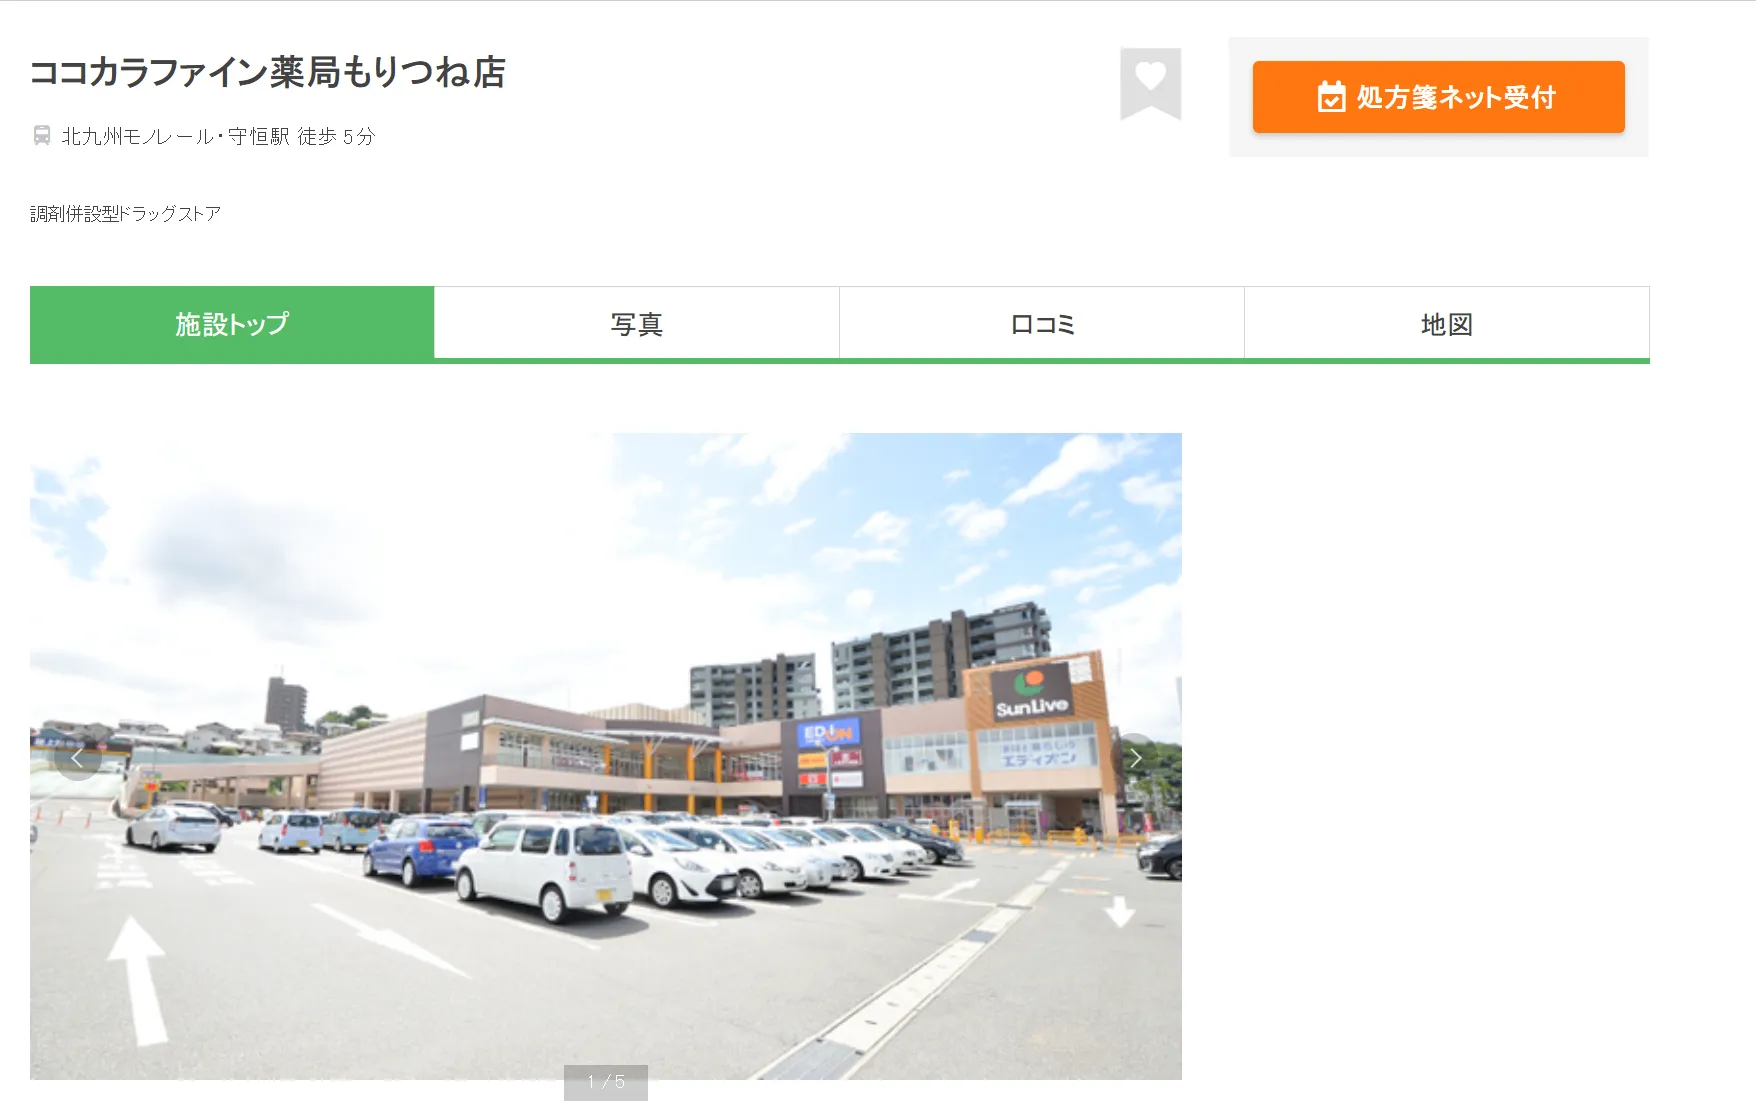 ココカラファイン薬局もりつね店
処方箋ネット受付
北九州モノレール・守恒駅 徒歩 5分
調剤併設型ドラッグストア
施設トップ
写真
口コミ
地図
SunLive
EDION
エディオン
1 / 5